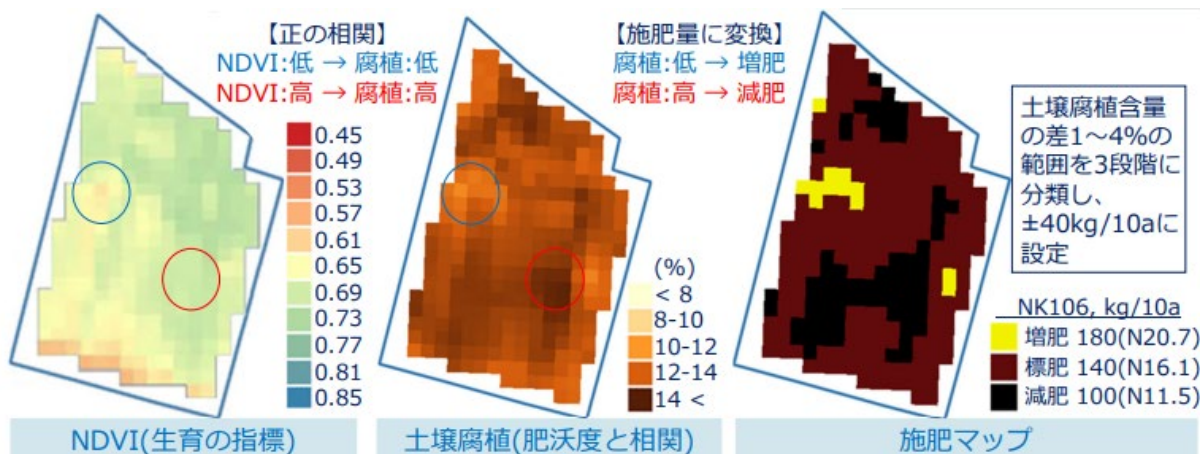 【正の相関】
NDVI:低 → 腐植:低
NDVI:高 → 腐植:高
0.45
0.49
0.53
0.57
0.61
0.65
0.69
0.73
0.77
0.81
0.85
NDVI(生育の指標)
【施肥量に変換】
腐植:低 → 増肥
腐植:高 → 減肥
(%)
< 8
8-10
10-12
12-14
14 <
土壌腐植(肥沃度と相関)
土壌腐植含量
の差1～4%の
範囲を3段階に
分類し、
±40kg/10aに
設定
NK106, kg/10a
増肥 180(N20.7)
標肥 140(N16.1)
減肥 100(N11.5)
施肥マップ